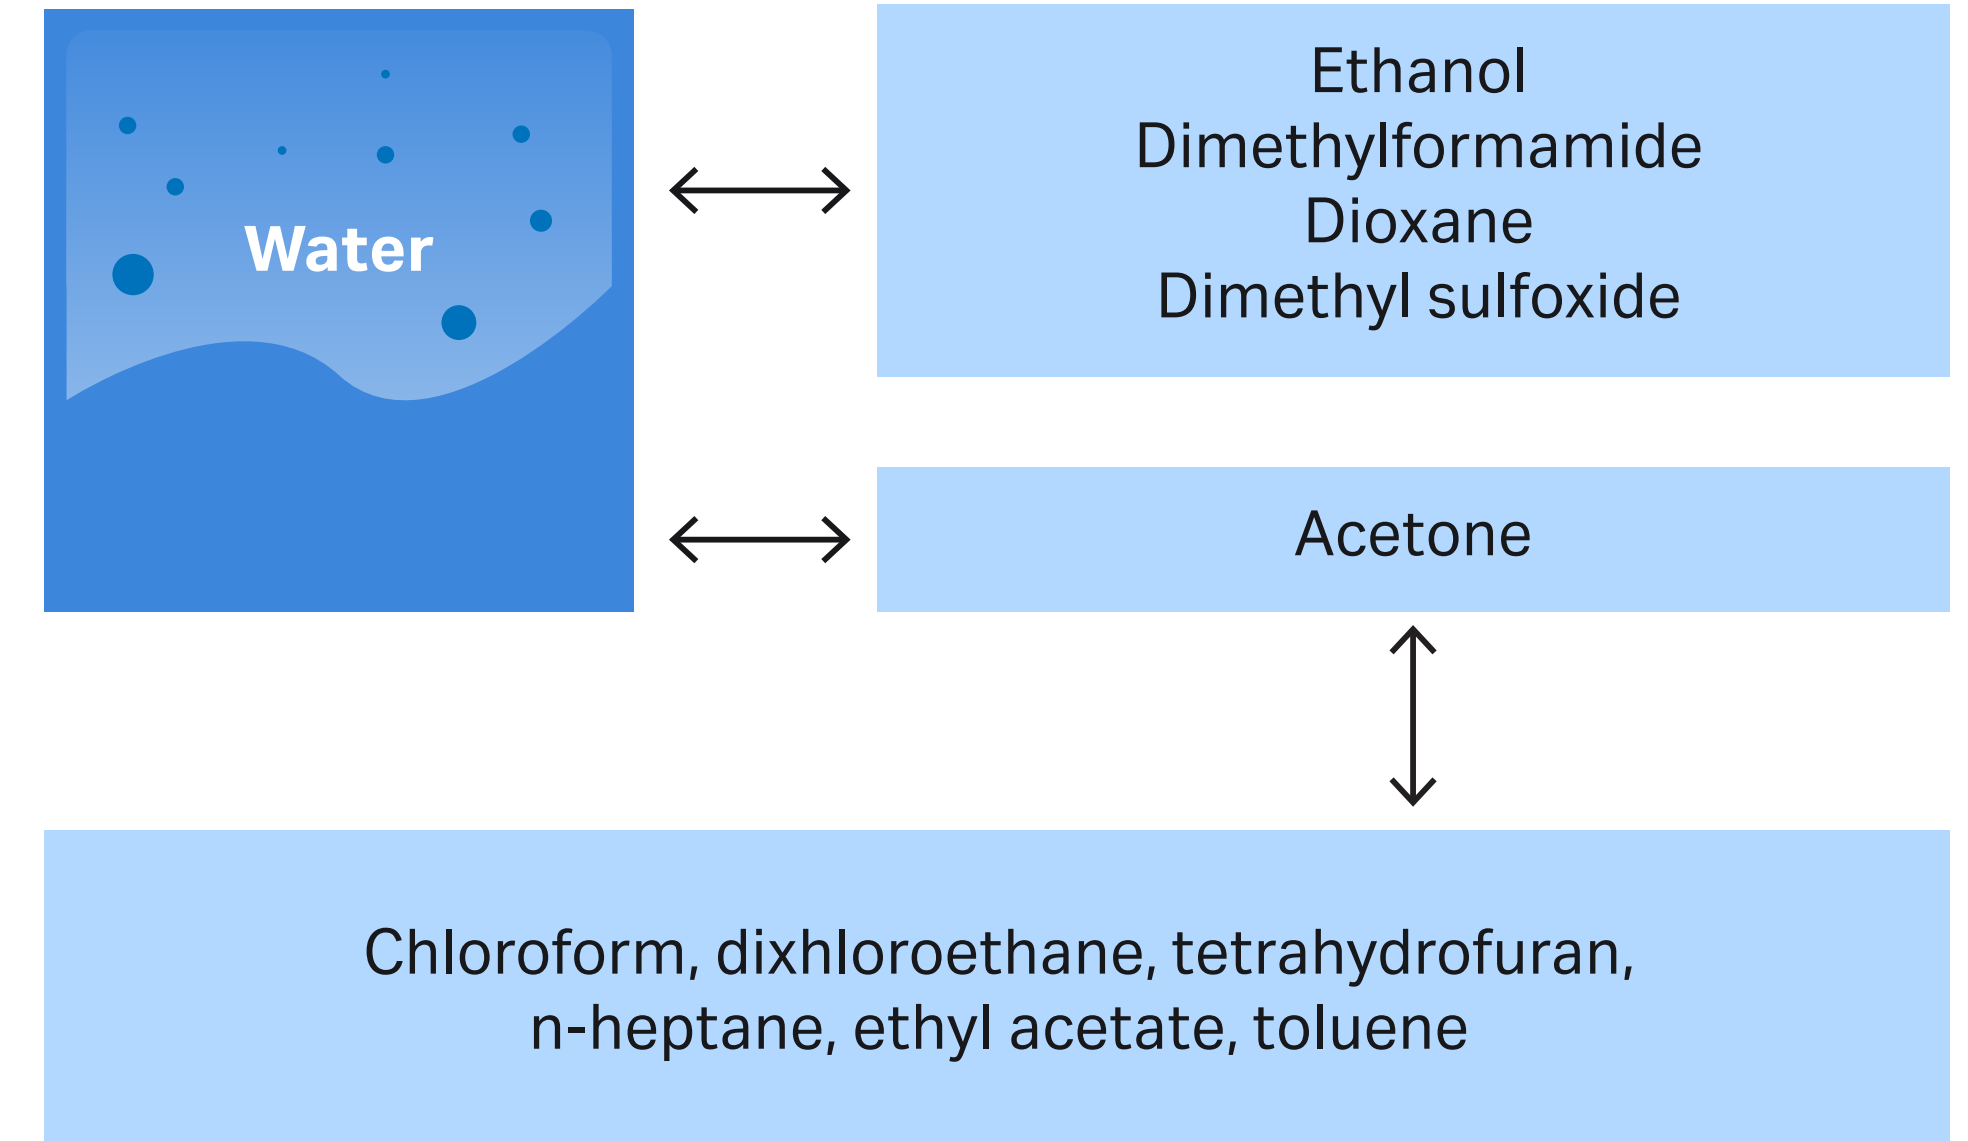 Water
Ethanol
Dimethylformamide
Dioxane
Dimethyl sulfoxide
Acetone
Chloroform, dixhloroethane, tetrahydrofuran,
n-heptane, ethyl acetate, toluene